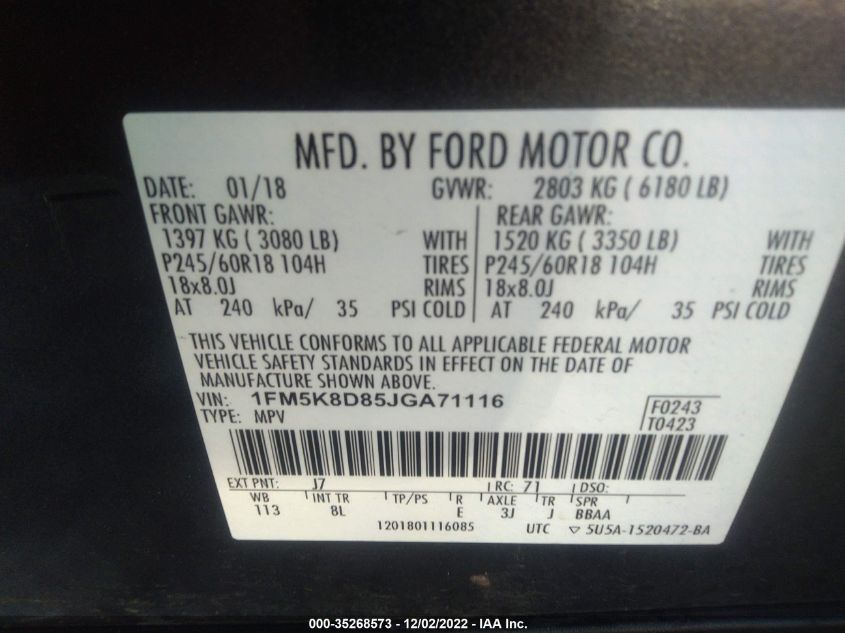 MFD. BY FORD MOTOR CO.
DATE: 01/18 GVWR: 2803 KG ( 6180 LB)
FRONT GAWR: REAR GAWR:
1397 KG ( 3080 LB) WITH 1520 KG ( 3350 LB) WITH
P245/60R18 104H TIRES P245/60R18 104H TIRES
18x8.0J RIMS 18x8.0J RIMS
AT 240 kPa/ 35 PSI COLD AT 240 kPa/ 35 PSI COLD
THIS VEHICLE CONFORMS TO ALL APPLICABLE FEDERAL MOTOR
VEHICLE SAFETY STANDARDS IN EFFECT ON THE DATE OF
MANUFACTURE SHOWN ABOVE.
VIN: 1FM5K8D85JGA71116 F0243
TYPE: MPV T0423
EXT PNT: J7 RC: 71 DSO:
WB INT TR TP/PS R AXLE TR SPR
113 8L E 3J J BBAA
1201801116085 UTC ▽ 5U5A-1520472-BA
000-35268573 - 12/02/2022 - IAA Inc.